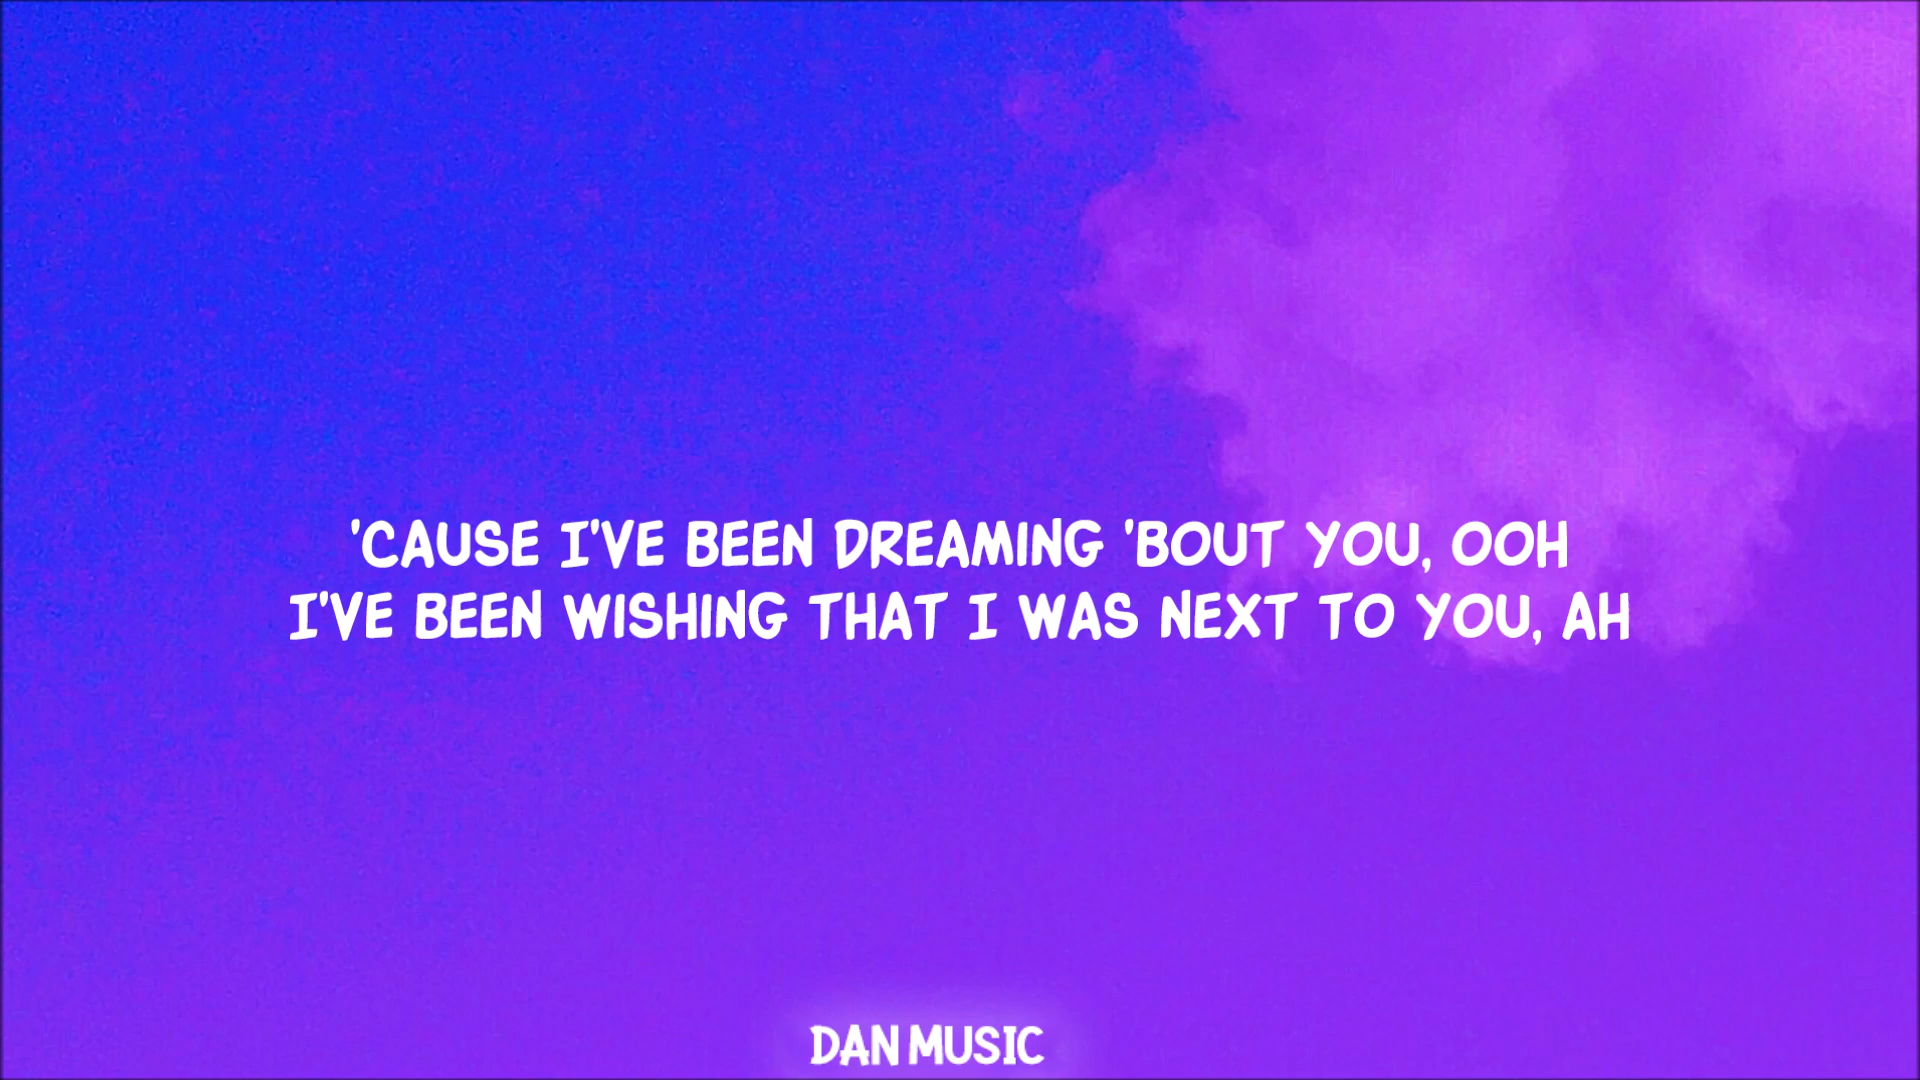 'CAUSE I'VE BEEN DREAMING 'BOUT YOU, OOH
I'VE BEEN WISHING THAT I WAS NEXT TO YOU, AH
DAN MUSIC